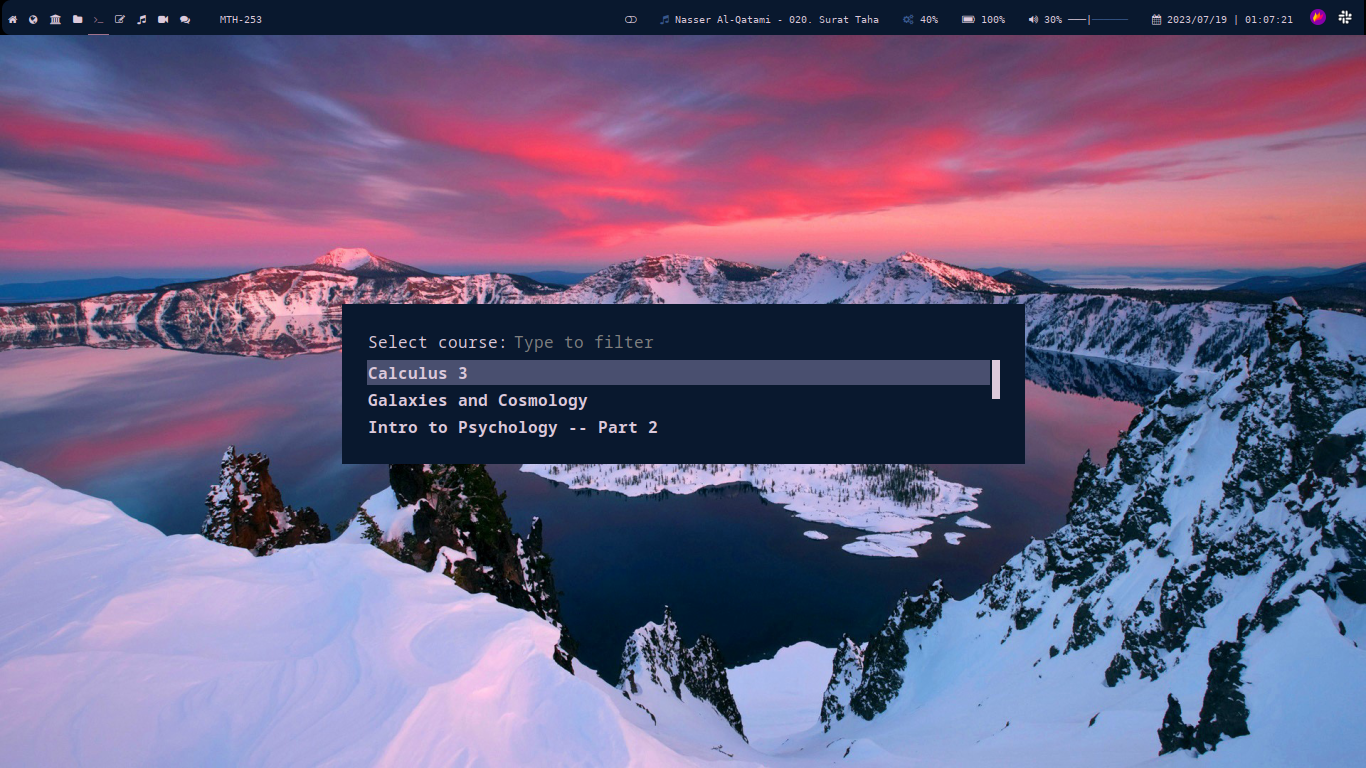 MTH-253 Nasser Al-Qatami - 020. Surat Taha 40% 100% 30% 2023/07/19 | 01:07:21
Select course: Type to filter
Calculus 3
Galaxies and Cosmology
Intro to Psychology -- Part 2